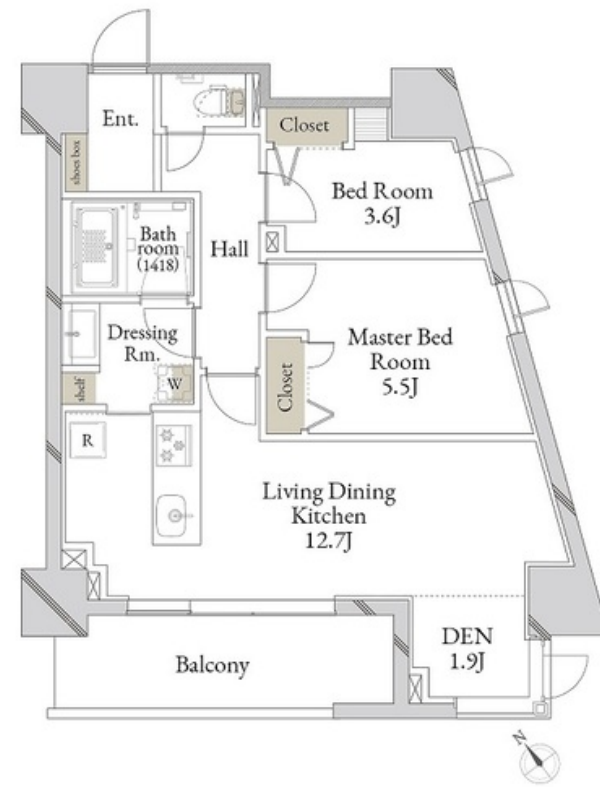 Ent.
shoes box
Closet
Bed Room
3.6J
Bath
room
(1418)
Hall
Dressing
Rm.
shelf
W
Closet
Master Bed
Room
5.5J
R
Living Dining
Kitchen
12.7J
DEN
1.9J
Balcony
N